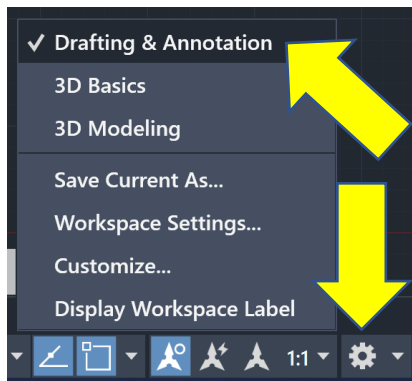 Drafting & Annotation
3D Basics
3D Modeling
Save Current As...
Workspace Settings...
Customize...
Display Workspace Label
1:1